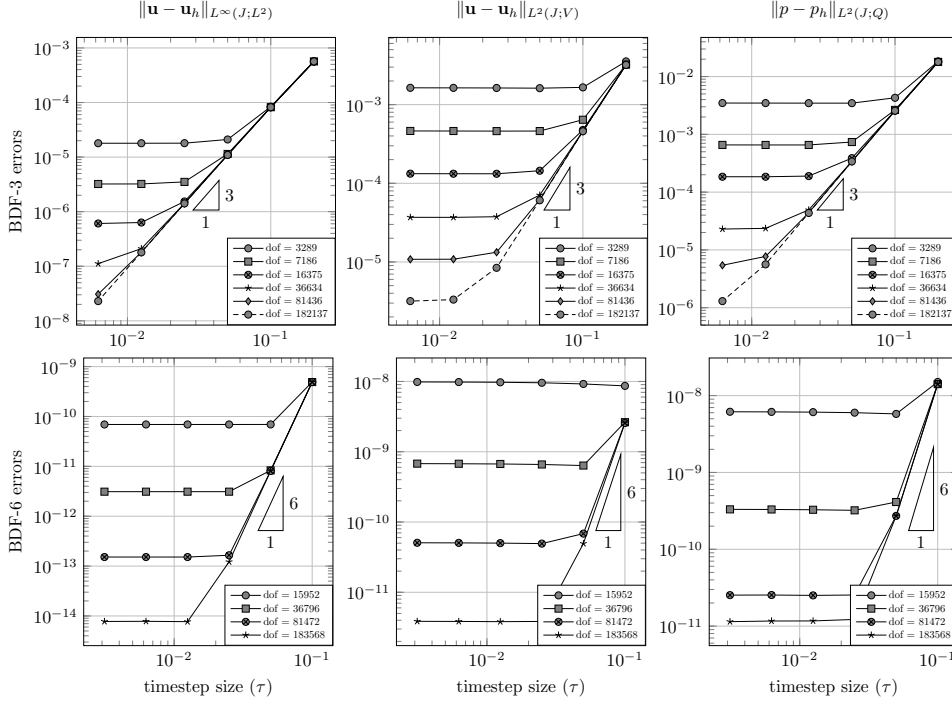 ‖u − u_h‖_{L^∞(J;L^2)}
‖u − u_h‖_{L^2(J;V)}
‖p − p_h‖_{L^2(J;Q)}
BDF-3 errors
10^{−3}
10^{−4}
10^{−5}
10^{−6}
10^{−7}
10^{−8}
10^{−2}
10^{−1}
3
1
dof = 3289
dof = 7186
dof = 16375
dof = 36634
dof = 81436
dof = 182137
10^{−3}
10^{−4}
10^{−5}
10^{−2}
10^{−1}
3
1
dof = 3289
dof = 7186
dof = 16375
dof = 36634
dof = 81436
dof = 182137
10^{−2}
10^{−3}
10^{−4}
10^{−5}
10^{−6}
10^{−2}
10^{−1}
3
1
dof = 3289
dof = 7186
dof = 16375
dof = 36634
dof = 81436
dof = 182137
BDF-6 errors
10^{−9}
10^{−10}
10^{−11}
10^{−12}
10^{−13}
10^{−14}
10^{−2}
10^{−1}
6
1
dof = 15952
dof = 36796
dof = 81472
dof = 183568
timestep size (τ)
10^{−8}
10^{−9}
10^{−10}
10^{−11}
10^{−2}
10^{−1}
6
1
dof = 15952
dof = 36796
dof = 81472
dof = 183568
timestep size (τ)
10^{−8}
10^{−9}
10^{−10}
10^{−11}
10^{−2}
10^{−1}
6
1
dof = 15952
dof = 36796
dof = 81472
dof = 183568
timestep size (τ)